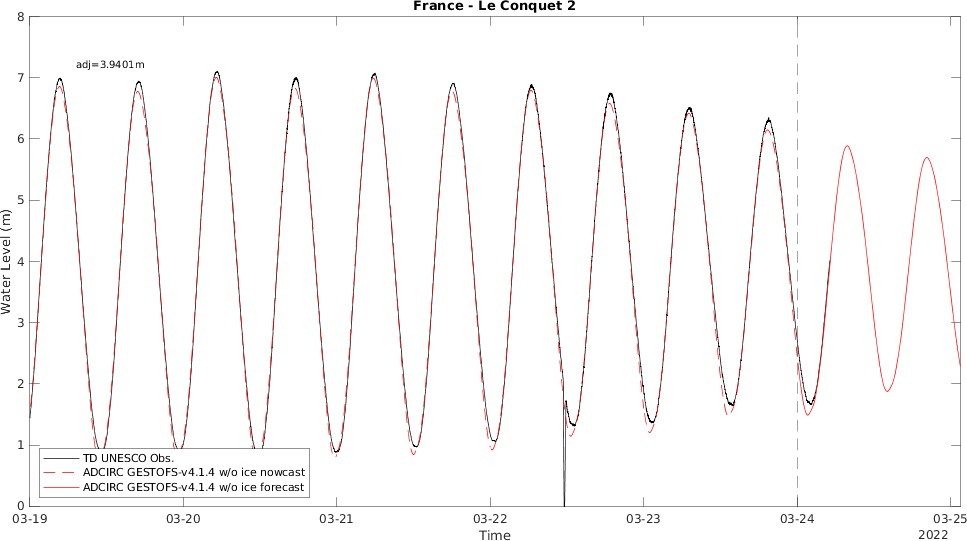 France - Le Conquet 2
8
7
6
5
4
3
2
1
0
adj=3.9401m
Water Level (m)
TD UNESCO Obs.
ADCIRC GESTOFS-v4.1.4 w/o ice nowcast
ADCIRC GESTOFS-v4.1.4 w/o ice forecast
03-19 03-20 03-21 03-22 03-23 03-24 03-25
Time
2022